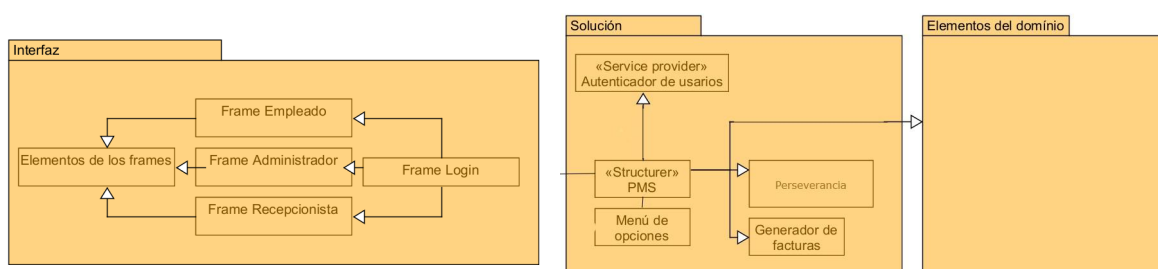 Interfaz
Frame Empleado
Elementos de los frames
Frame Administrador
Frame Login
Frame Recepcionista
Solución
«Service provider»
Autenticador de usarios
«Structurer»
PMS
Perseverancia
Menú de
opciones
Generador de
facturas
Elementos del domínio